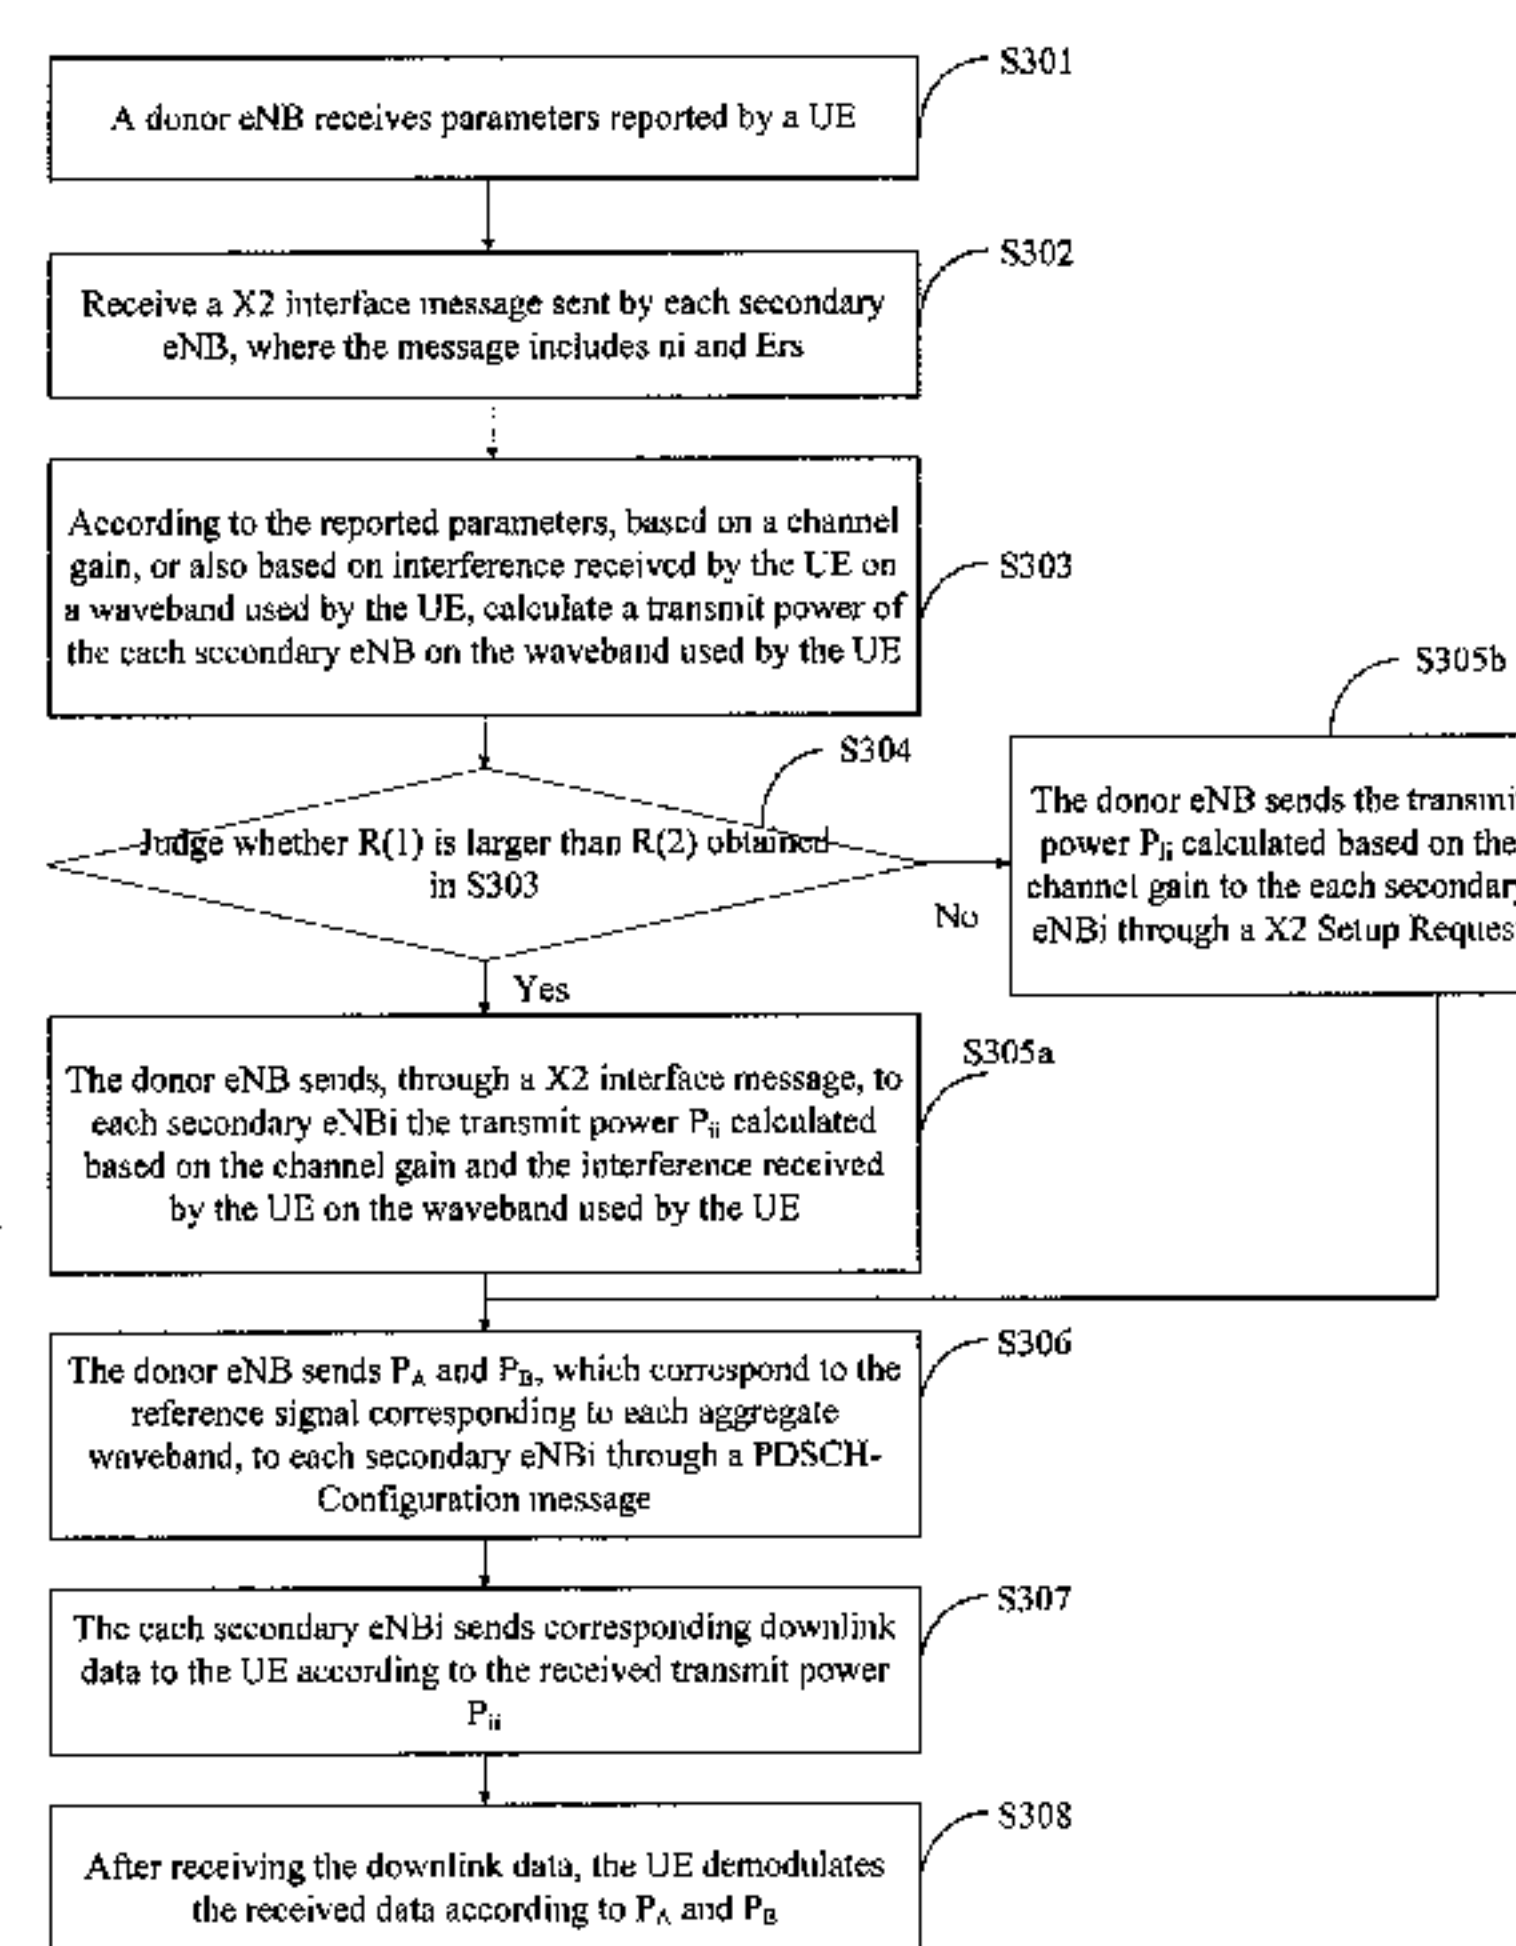 S301
A donor eNB receives parameters reported by a UE
S302
Receive a X2 interface message sent by each secondary
eNB, where the message includes ni and Ers
S303
According to the reported parameters, based on a channel
gain, or also based on interference received by the UE on
a waveband used by the UE, calculate a transmit power of
the each secondary eNB on the waveband used by the UE
S304
Judge whether R(1) is larger than R(2) obtained
in S303
No
Yes
S305b
The donor eNB sends the transmit
power Pii calculated based on the
channel gain to the each secondary
eNBi through a X2 Setup Request
S305a
The donor eNB sends, through a X2 interface message, to
each secondary eNBi the transmit power Pii calculated
based on the channel gain and the interference received
by the UE on the waveband used by the UE
S306
The donor eNB sends PA and PB, which correspond to the
reference signal corresponding to each aggregate
waveband, to each secondary eNBi through a PDSCH-
Configuration message
S307
The each secondary eNBi sends corresponding downlink
data to the UE according to the received transmit power
Pii
S308
After receiving the downlink data, the UE demodulates
the received data according to PA and PB